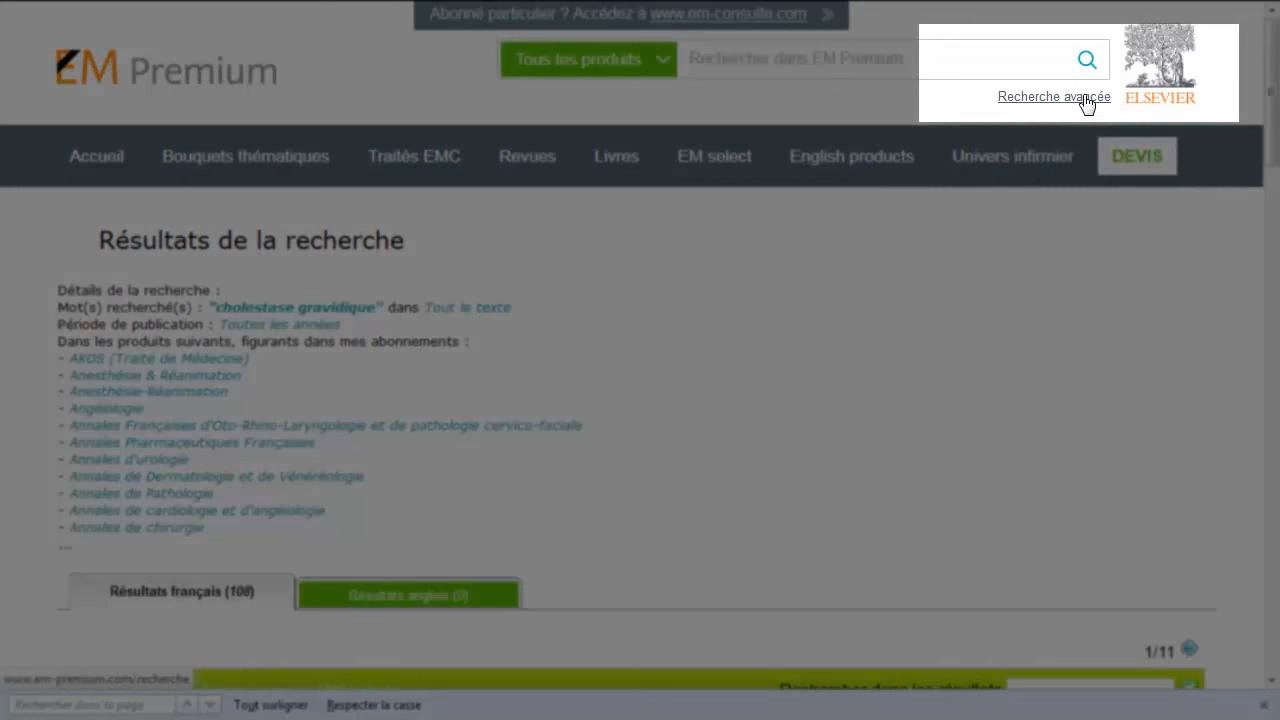 Abonné particulier ? Accédez à www.em-consulte.com
EM Premium
Tous les produits
Rechercher dans EM Premium
Recherche avancée
ELSEVIER
Accueil Bouquets thématiques Traités EMC Revues Livres EM select English products Univers infirmier DEVIS
Résultats de la recherche
Détails de la recherche :
Mot(s) recherché(s) : "cholestase gravidique" dans Tout le texte
Période de publication : Toutes les années
Dans les produits suivants, figurants dans mes abonnements :
- AKOS (Traité de Médecine)
- Anesthésie & Réanimation
- Anesthésie-Réanimation
- Angéiologie
- Annales Françaises d'Oto-Rhino-Laryngologie et de pathologie cervico-faciale
- Annales Pharmaceutiques Françaises
- Annales d'urologie
- Annales de Dermatologie et de Vénéréologie
- Annales de Pathologie
- Annales de cardiologie et d'angéiologie
- Annales de chirurgie
...
Résultats français (108)
Résultats anglais (0)
1/11
www.em-premium.com/recherche
Rechercher dans les résultats
Rechercher dans la page
Tout surligner
Respecter la casse